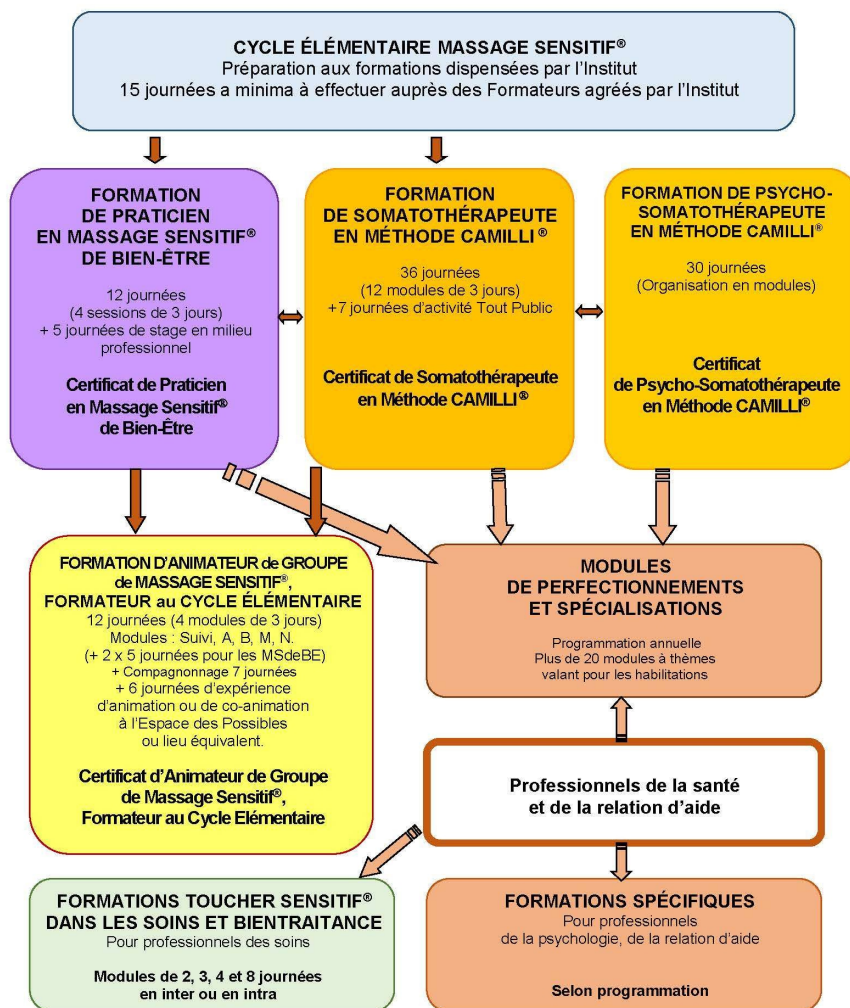 CYCLE ÉLÉMENTAIRE MASSAGE SENSITIF®
Préparation aux formations dispensées par l'Institut
15 journées a minima à effectuer auprès des Formateurs agréés par l'Institut
FORMATION
DE PRATICIEN
EN MASSAGE SENSITIF®
DE BIEN-ÊTRE
12 journées
(4 sessions de 3 jours)
+ 5 journées de stage en milieu
professionnel
Certificat de Praticien
en Massage Sensitif®
de Bien-Être
FORMATION
DE SOMATOTHÉRAPEUTE
EN MÉTHODE CAMILLI®
36 journées
(12 modules de 3 jours)
+7 journées d'activité Tout Public
Certificat de Somatothérapeute
en Méthode CAMILLI®
FORMATION DE PSYCHO-
SOMATOTHÉRAPEUTE
EN MÉTHODE CAMILLI®
30 journées
(Organisation en modules)
Certificat
de Psycho-Somatothérapeute
en Méthode CAMILLI®
FORMATION D'ANIMATEUR de GROUPE
de MASSAGE SENSITIF®,
FORMATEUR au CYCLE ÉLÉMENTAIRE
12 journées (4 modules de 3 jours)
Modules : Suivi, A, B, M, N.
(+ 2 x 5 journées pour les MSdeBE)
+ Compagnonnage 7 journées
+ 6 journées d'expérience
d'animation ou de co-animation
à l'Espace des Possibles
ou lieu équivalent.
Certificat d'Animateur de Groupe
de Massage Sensitif®,
Formateur au Cycle Elémentaire
MODULES
DE PERFECTIONNEMENTS
ET SPÉCIALISATIONS
Programmation annuelle
Plus de 20 modules à thèmes
valant pour les habilitations
Professionnels de la santé
et de la relation d'aide
FORMATIONS TOUCHER SENSITIF®
DANS LES SOINS ET BIENTRAITANCE
Pour professionnels des soins
Modules de 2, 3, 4 et 8 journées
en inter ou en intra
FORMATIONS SPÉCIFIQUES
Pour professionnels
de la psychologie, de la relation d'aide
Selon programmation